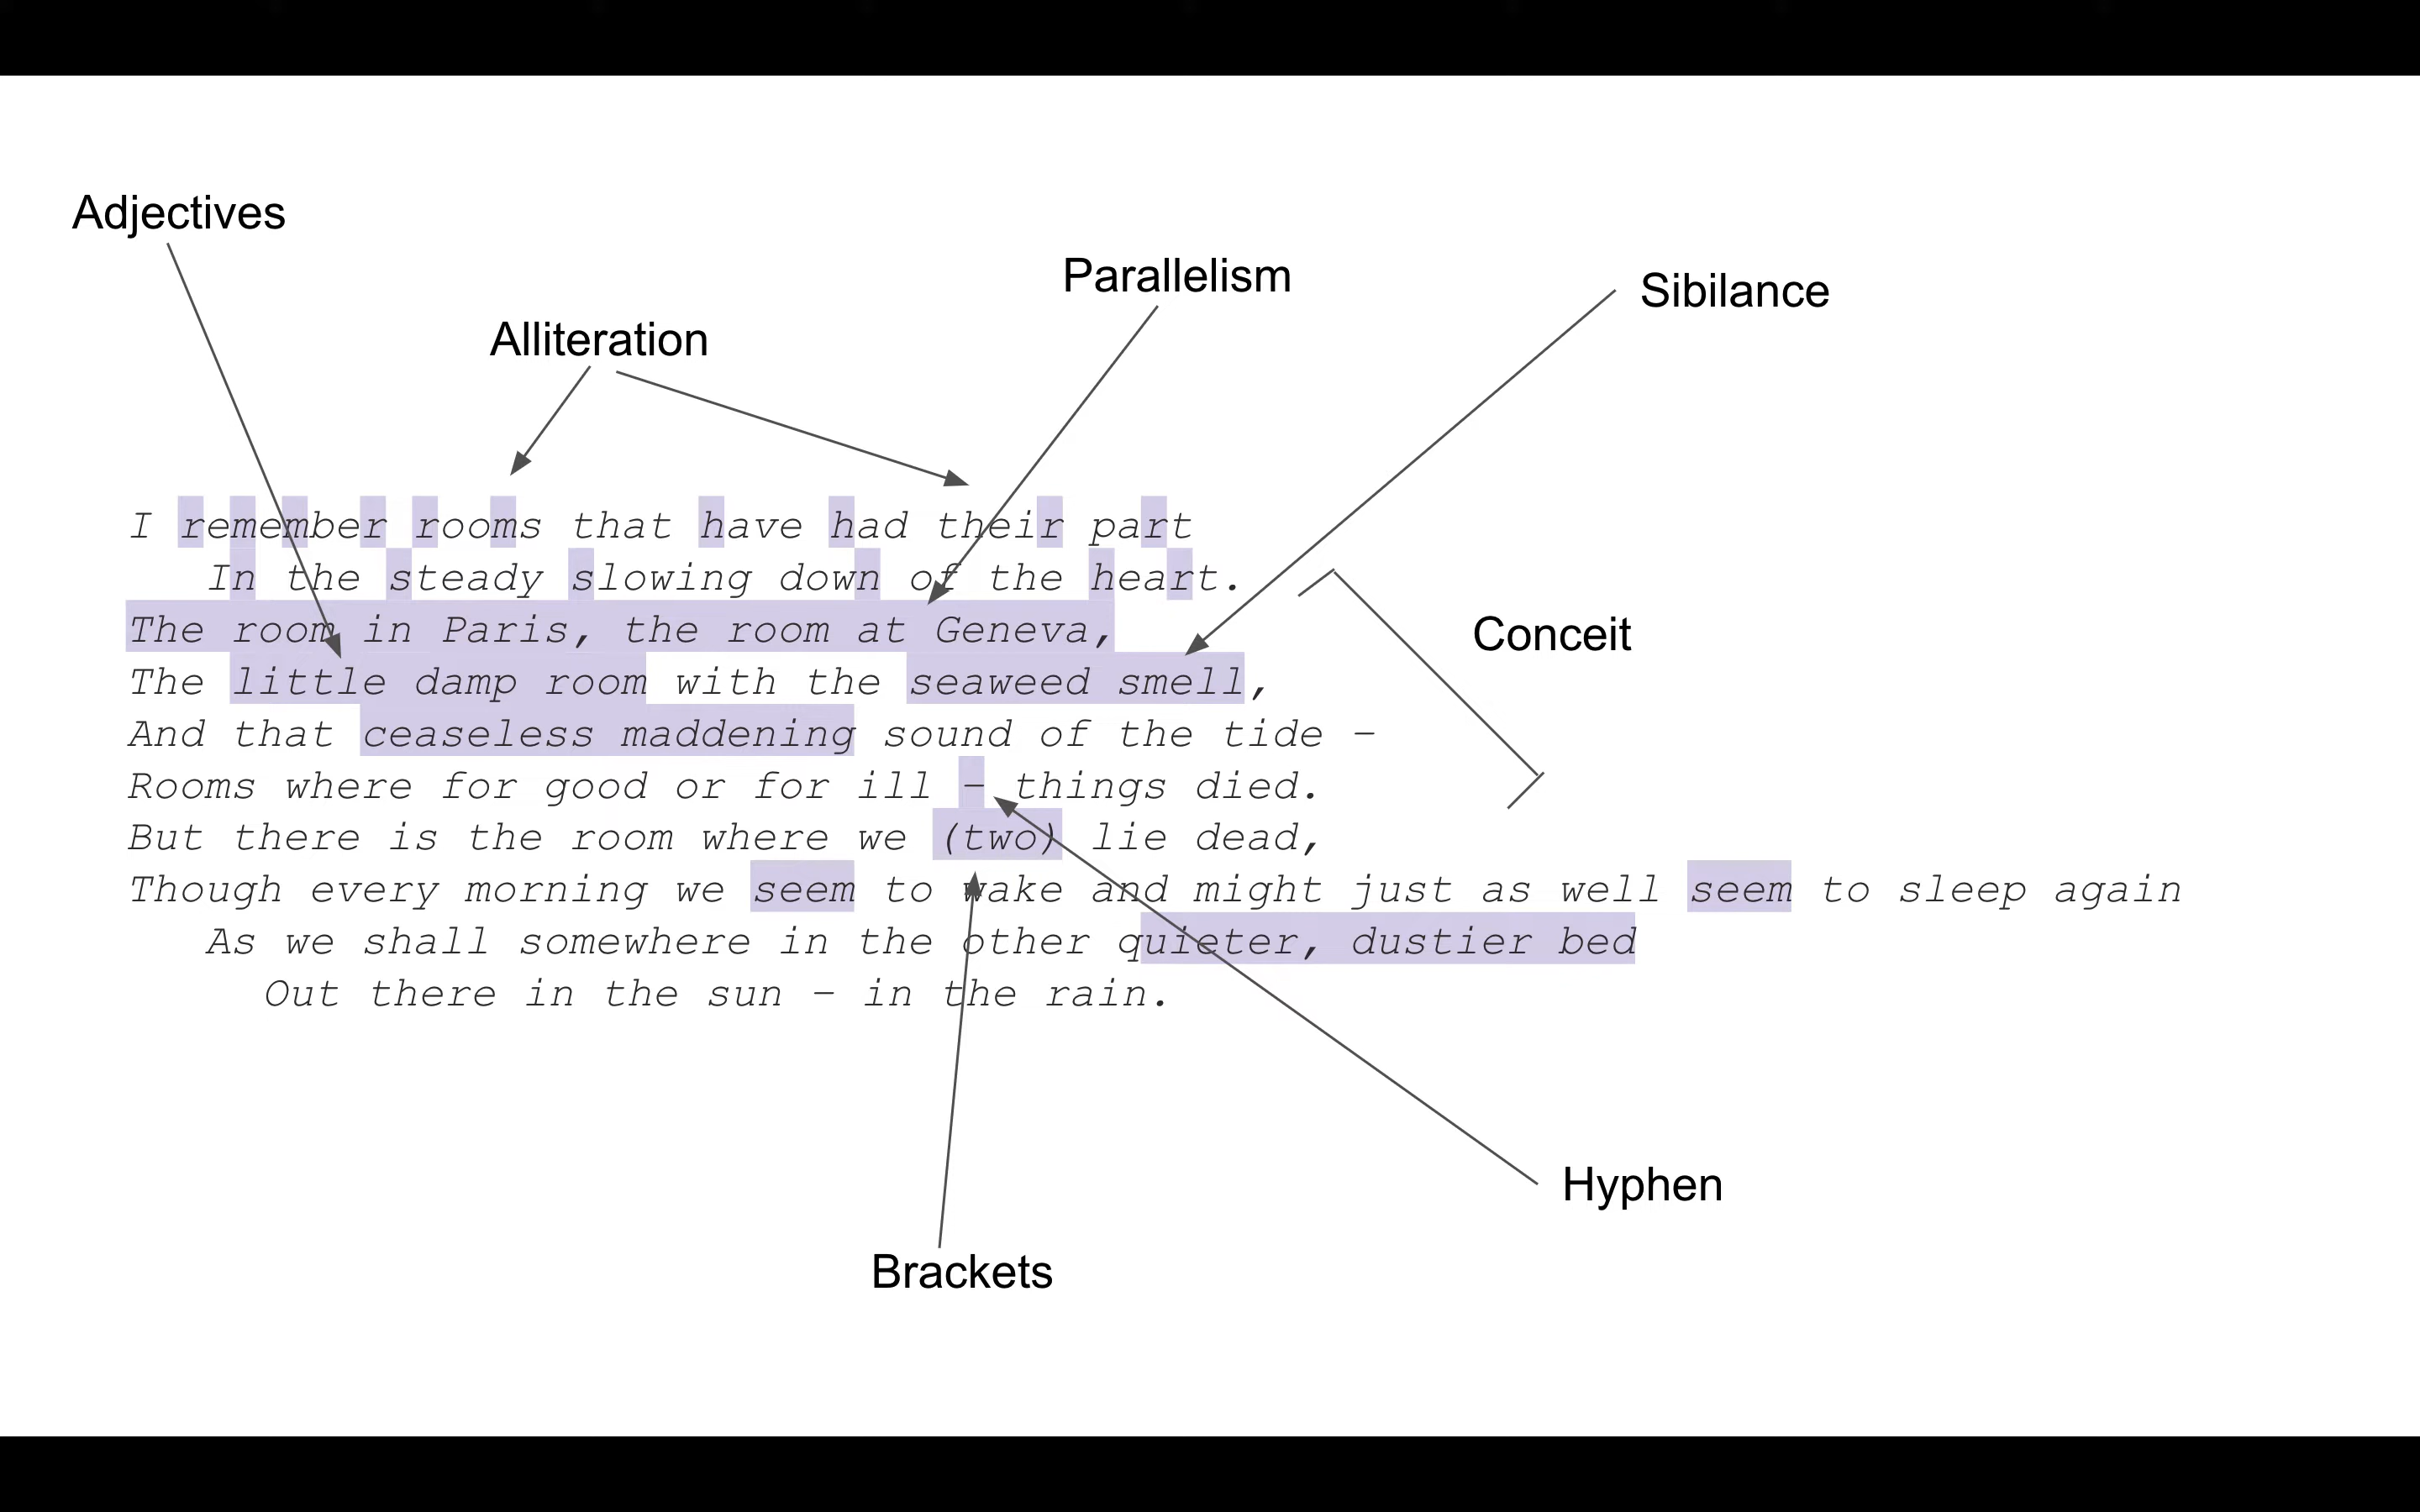 Adjectives
Parallelism
Sibilance
Alliteration
I remember rooms that have had their part
In the steady slowing down of the heart.
The room in Paris, the room at Geneva,
The little damp room with the seaweed smell,
And that ceaseless maddening sound of the tide –
Rooms where for good or for ill – things died.
But there is the room where we (two) lie dead,
Though every morning we seem to wake and might just as well seem to sleep again
As we shall somewhere in the other quieter, dustier bed
Out there in the sun – in the rain.
Conceit
Hyphen
Brackets